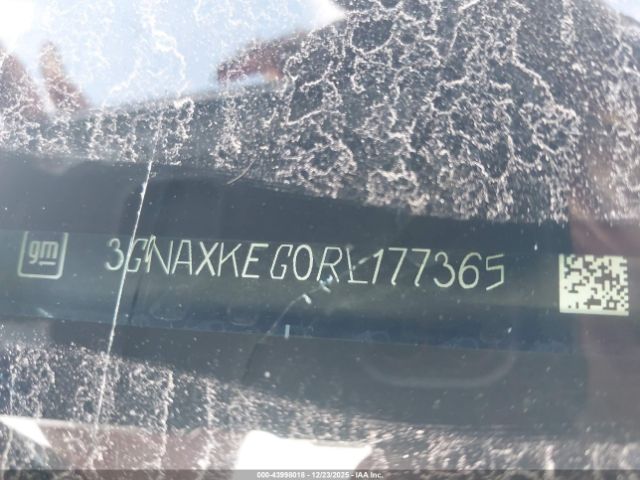 gm
3GNAXKEG0RL177365
000-43998018 - 12/23/2025 - IAA Inc.